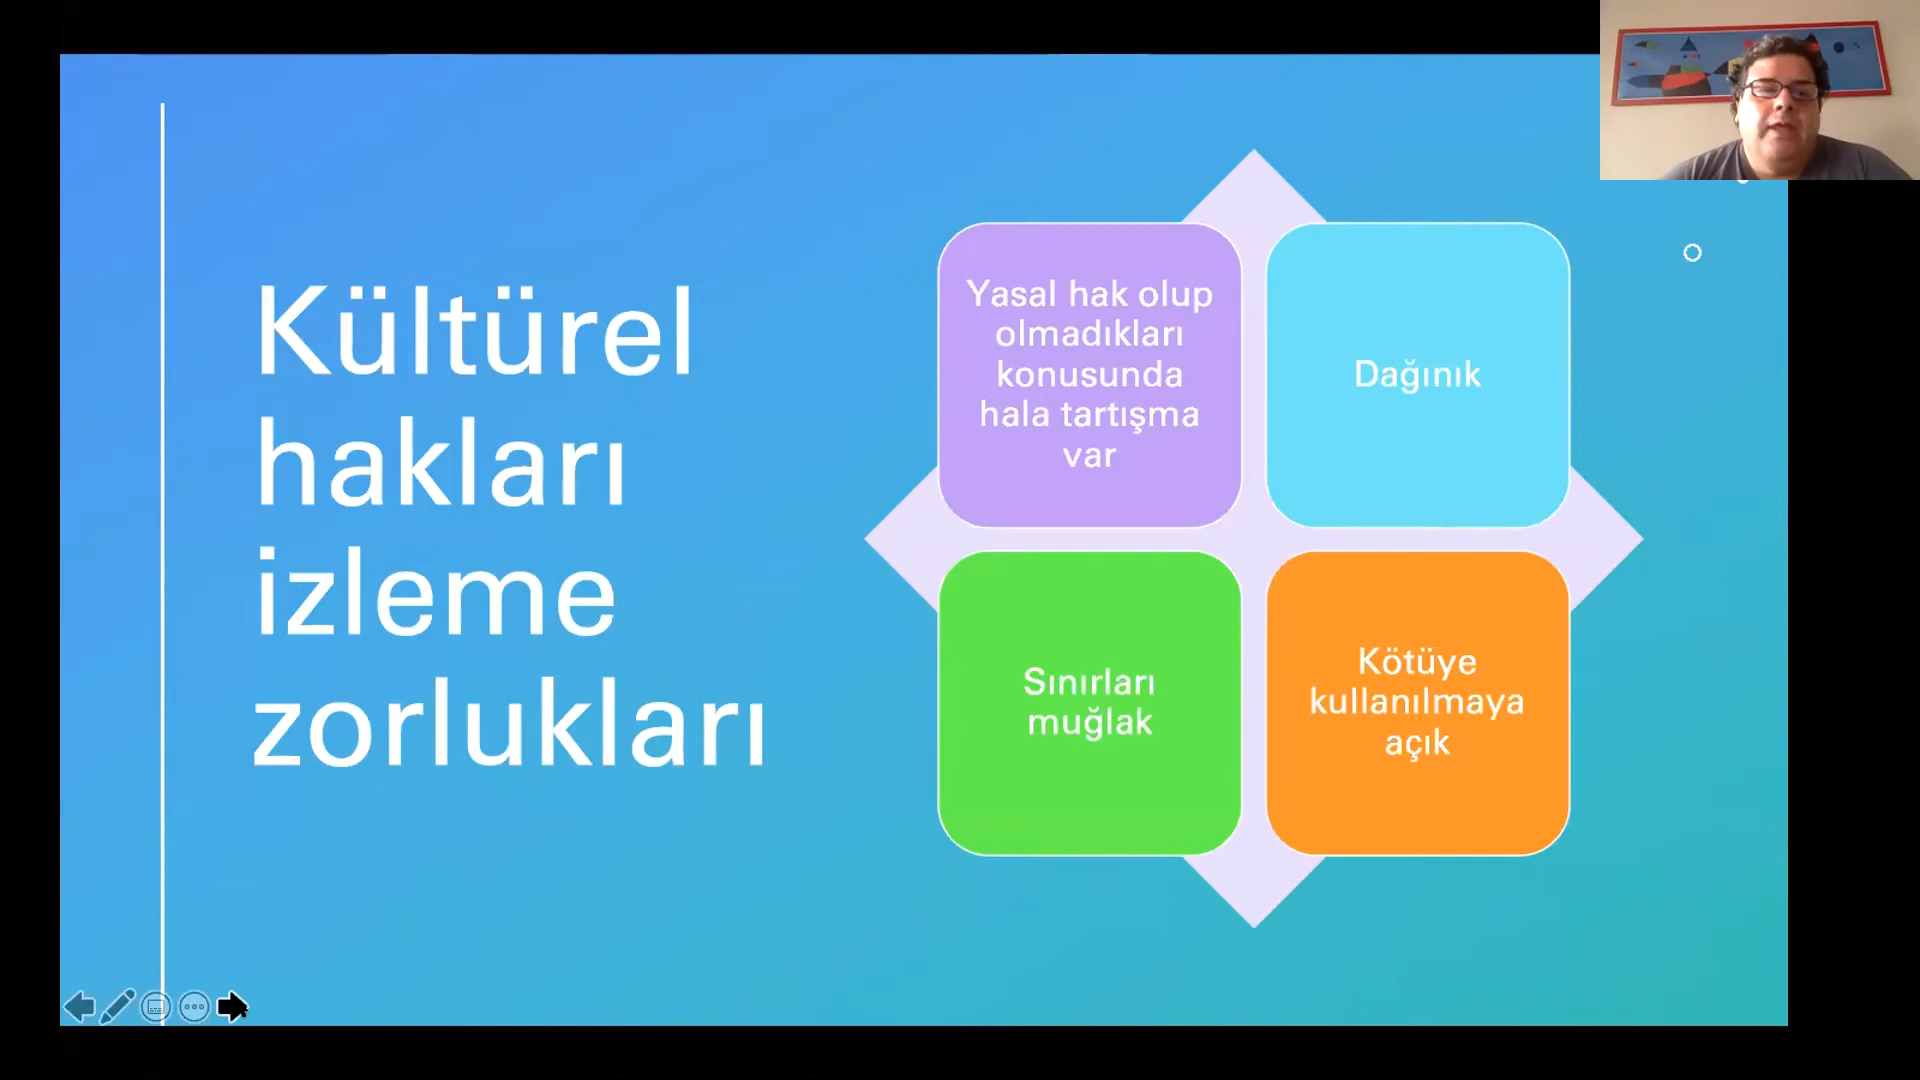 Kültürel
hakları
izleme
zorlukları
Yasal hak olup
olmadıkları
konusunda
hala tartışma
var
Dağınık
Sınırları
muğlak
Kötüye
kullanılmaya
açık